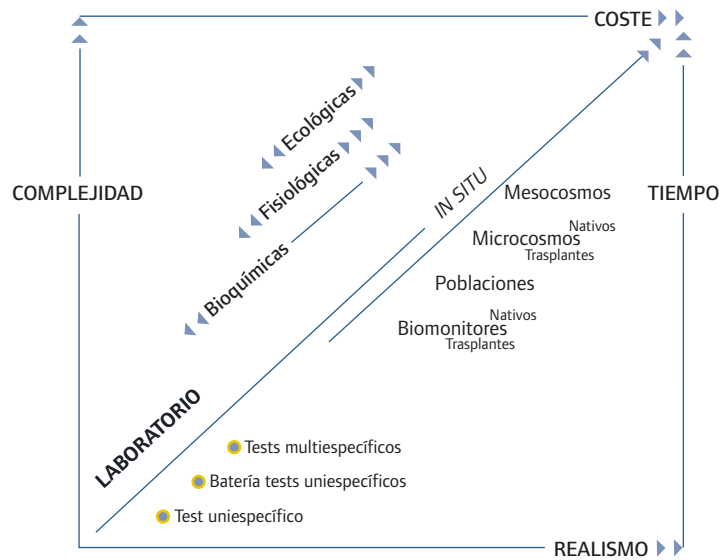 COSTE
Ecológicas
COMPLEJIDAD
Fisiológicas
IN SITU
Mesocosmos
TIEMPO
Nativos
Microcosmos
Trasplantes
Bioquímicas
Poblaciones
Nativos
Biomonitores
Trasplantes
LABORATORIO
Tests multiespecíficos
Batería tests uniespecíficos
Test uniespecífico
REALISMO